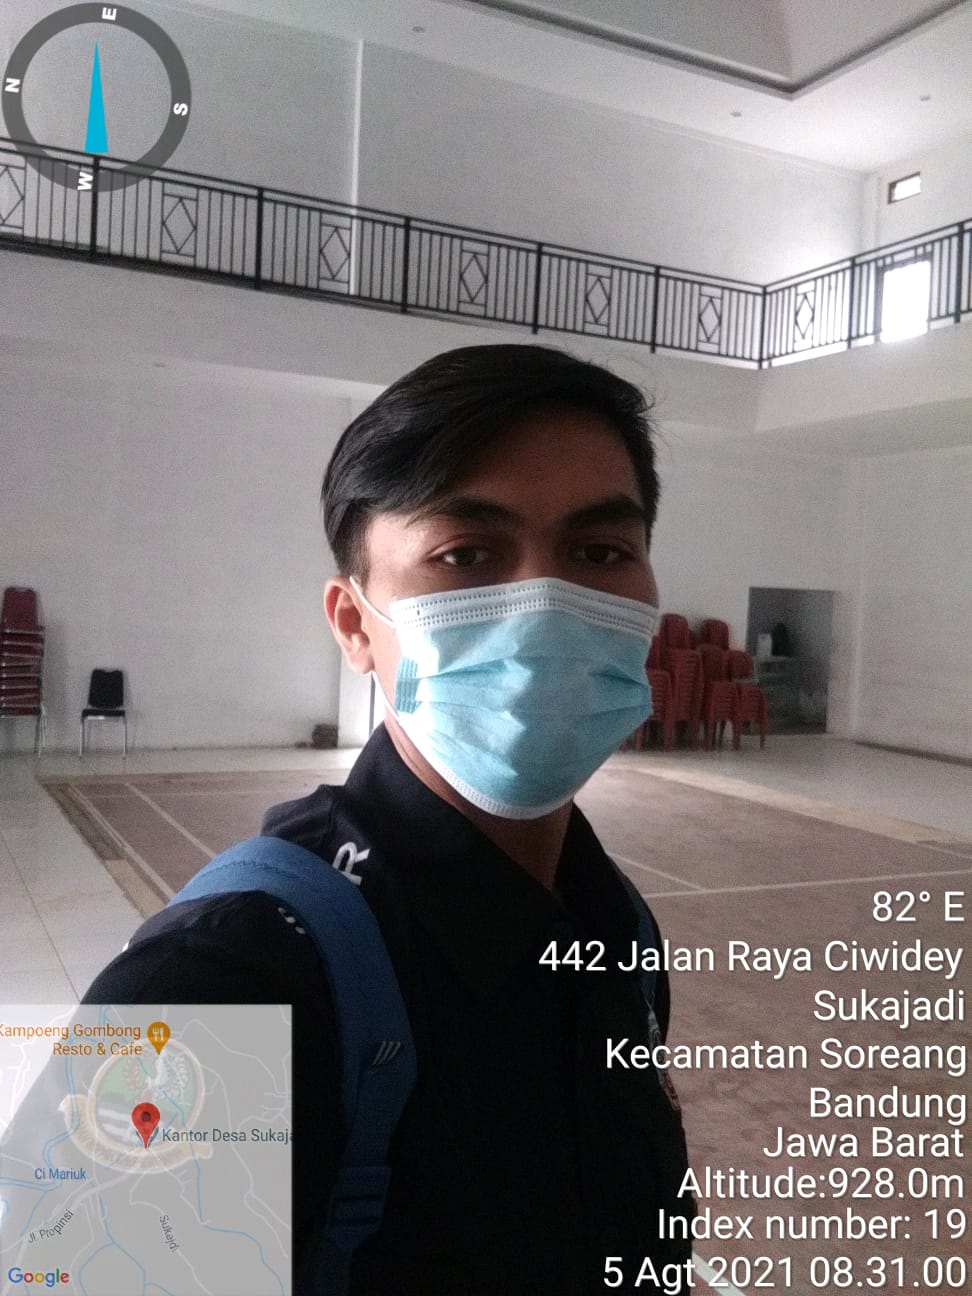 E
N
S
W
R
82° E
442 Jalan Raya Ciwidey
Sukajadi
Kecamatan Soreang
Bandung
Jawa Barat
Altitude:928.0m
Index number: 19
5 Agt 2021 08.31.00
Kampoeng Gombong
Resto & Cafe
Kantor Desa Sukaja
Ci Mariuk
Jl. Propinsi
Sukajdi
Google